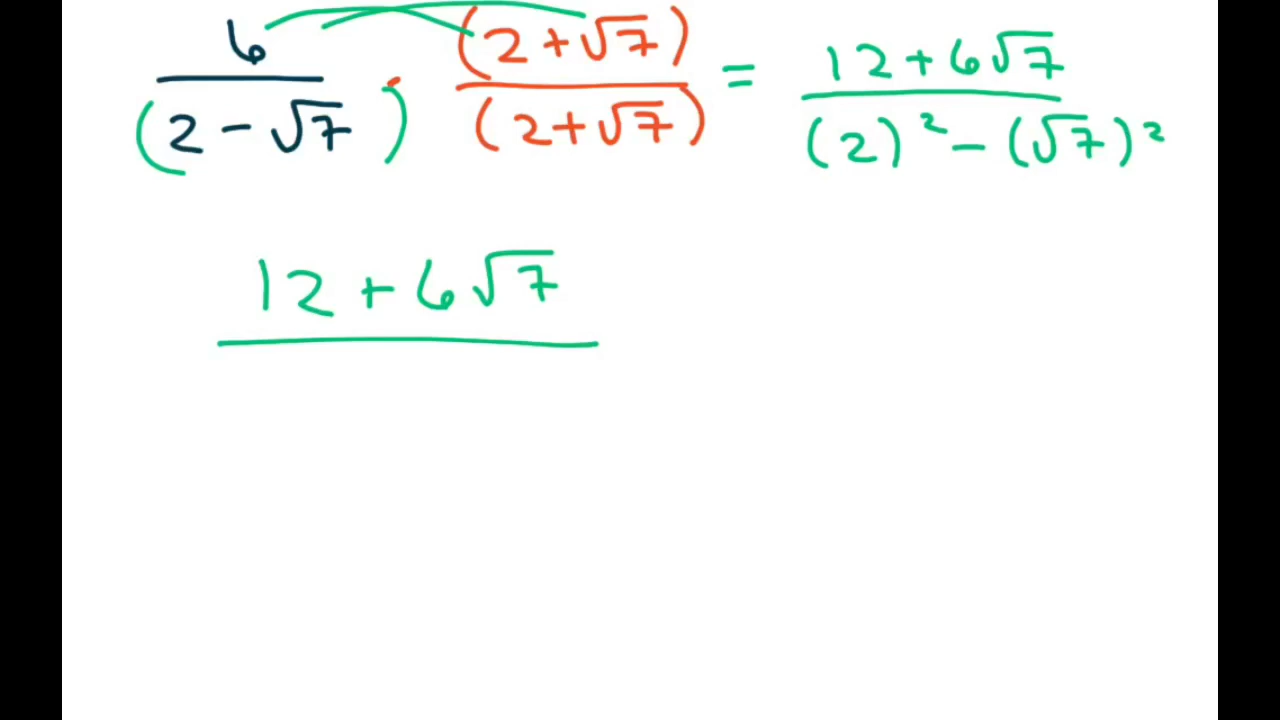 6/(2 - √7) · (2 + √7)/(2 + √7) = (12 + 6√7)/((2)² - (√7)²)
12 + 6√7